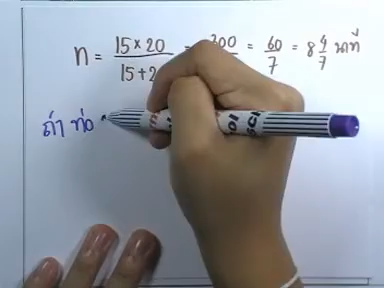 n = 15 × 20 = 300 = 60/7 = 8 4/7 นาที
15 + 2
ถ้า ท่อ